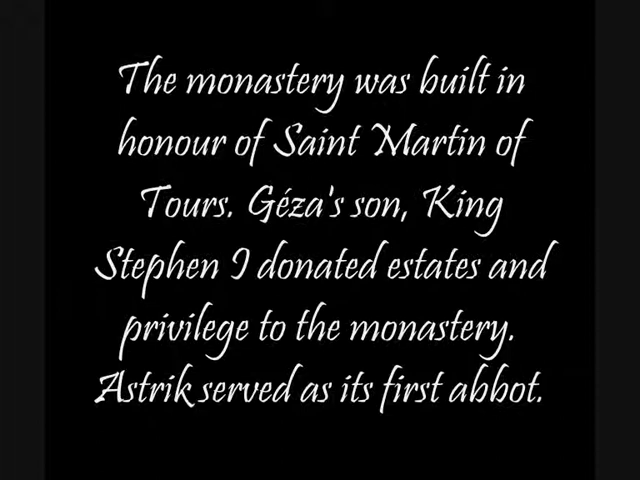 The monastery was built in
honour of Saint Martin of
Tours. Géza's son, King
Stephen I donated estates and
privilege to the monastery.
Astrik served as its first abbot.